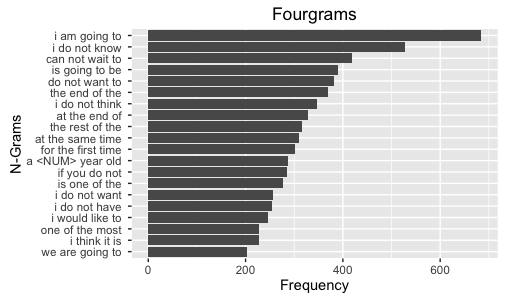 Fourgrams
N-Grams
i am going to
i do not know
can not wait to
is going to be
do not want to
the end of the
i do not think
at the end of
the rest of the
at the same time
for the first time
a <NUM> year old
if you do not
is one of the
i do not want
i do not have
i would like to
one of the most
i think it is
we are going to
0 200 400 600
Frequency